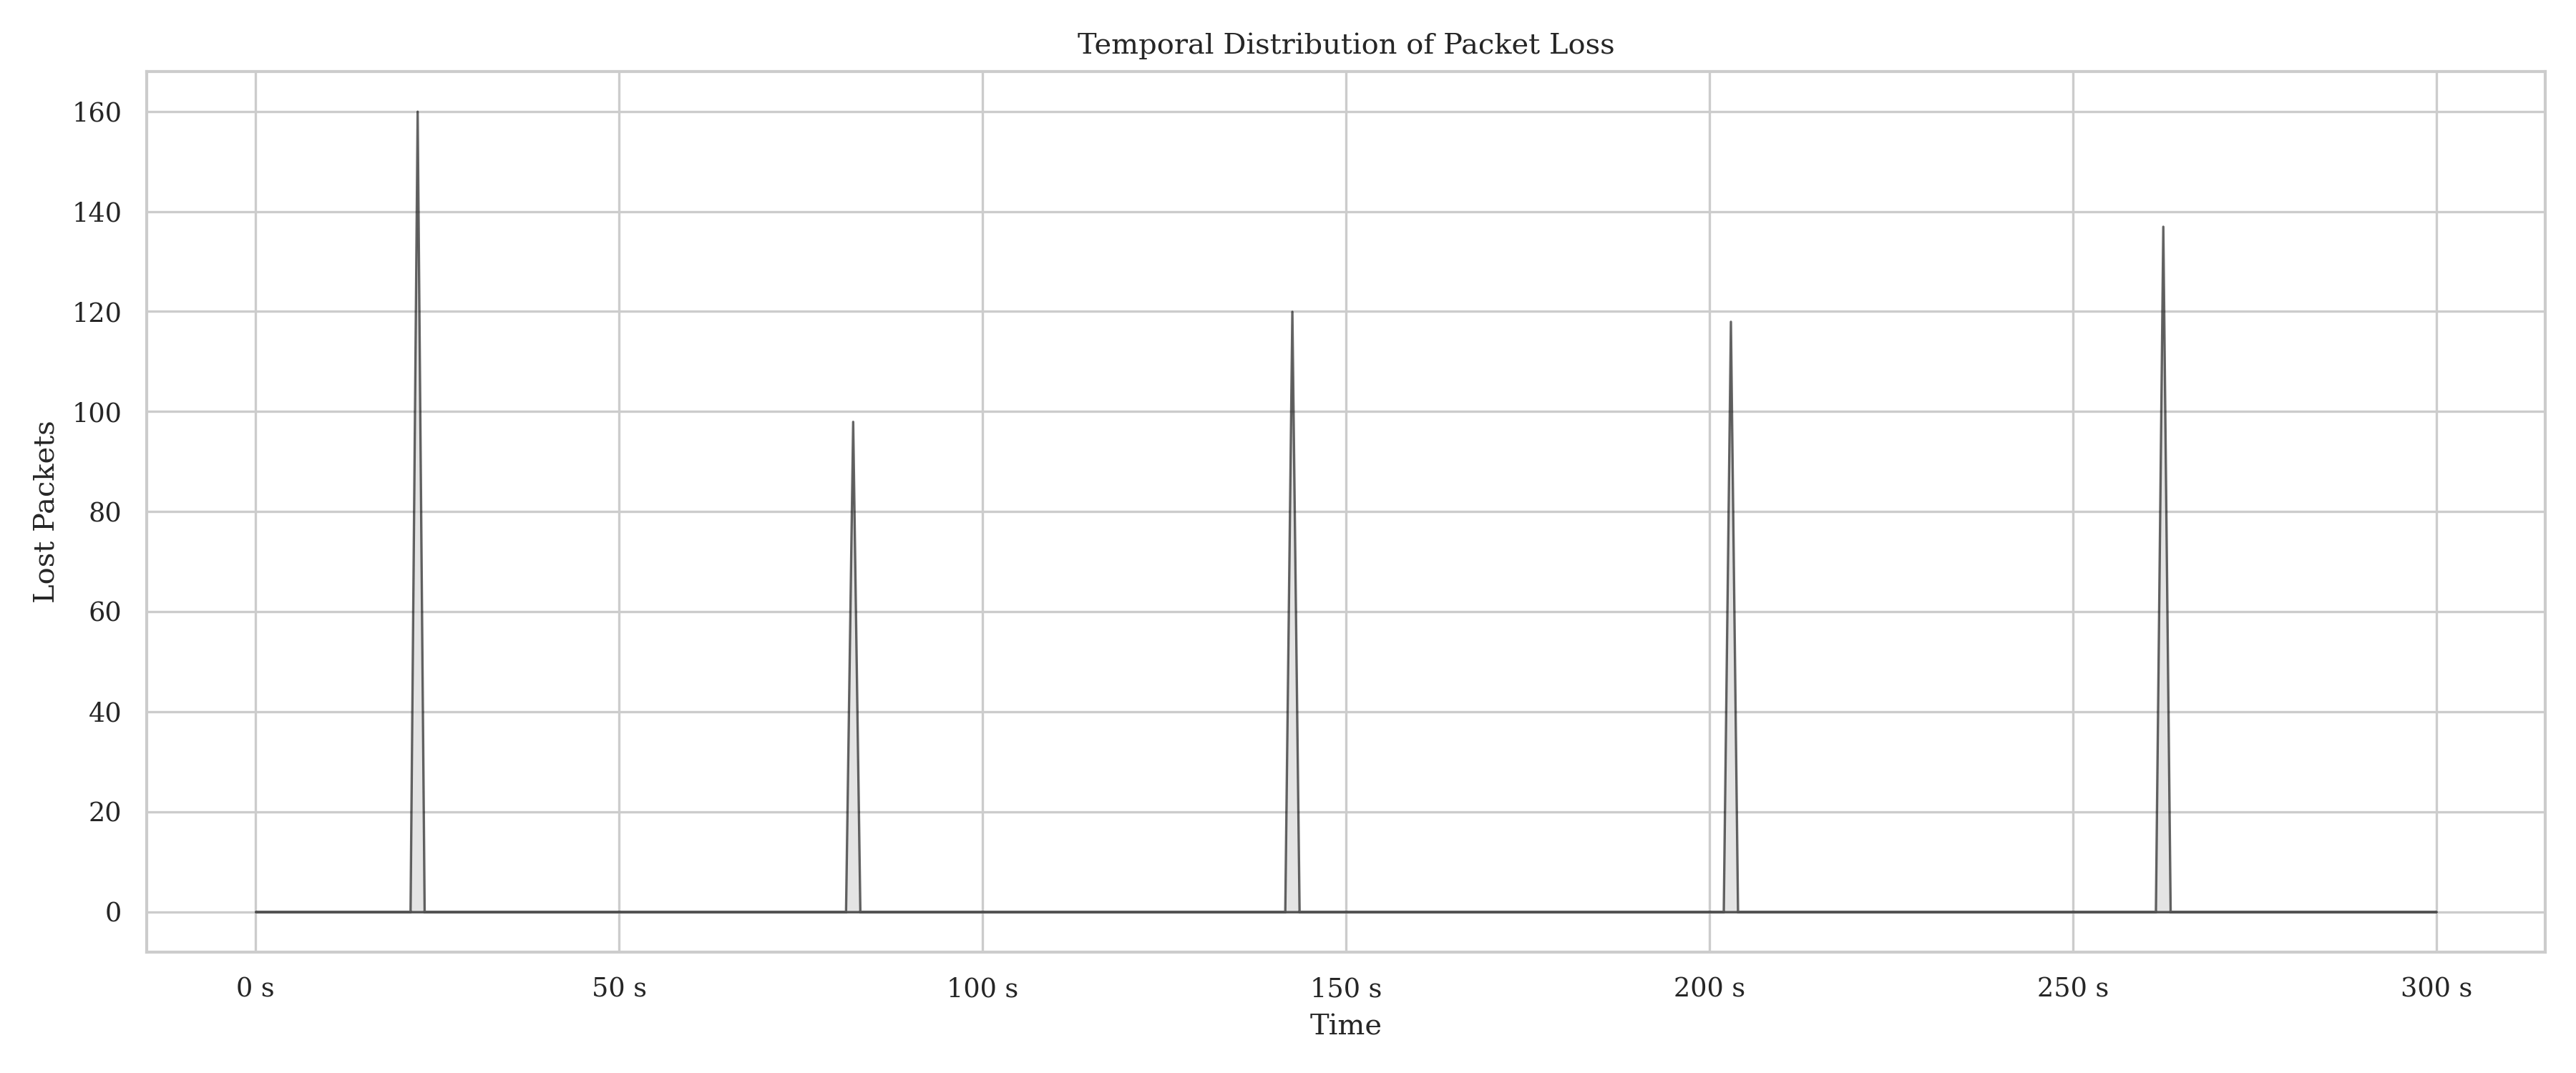 Temporal Distribution of Packet Loss
160
140
120
100
80
60
40
20
0
Lost Packets
0 s
50 s
100 s
150 s
200 s
250 s
300 s
Time